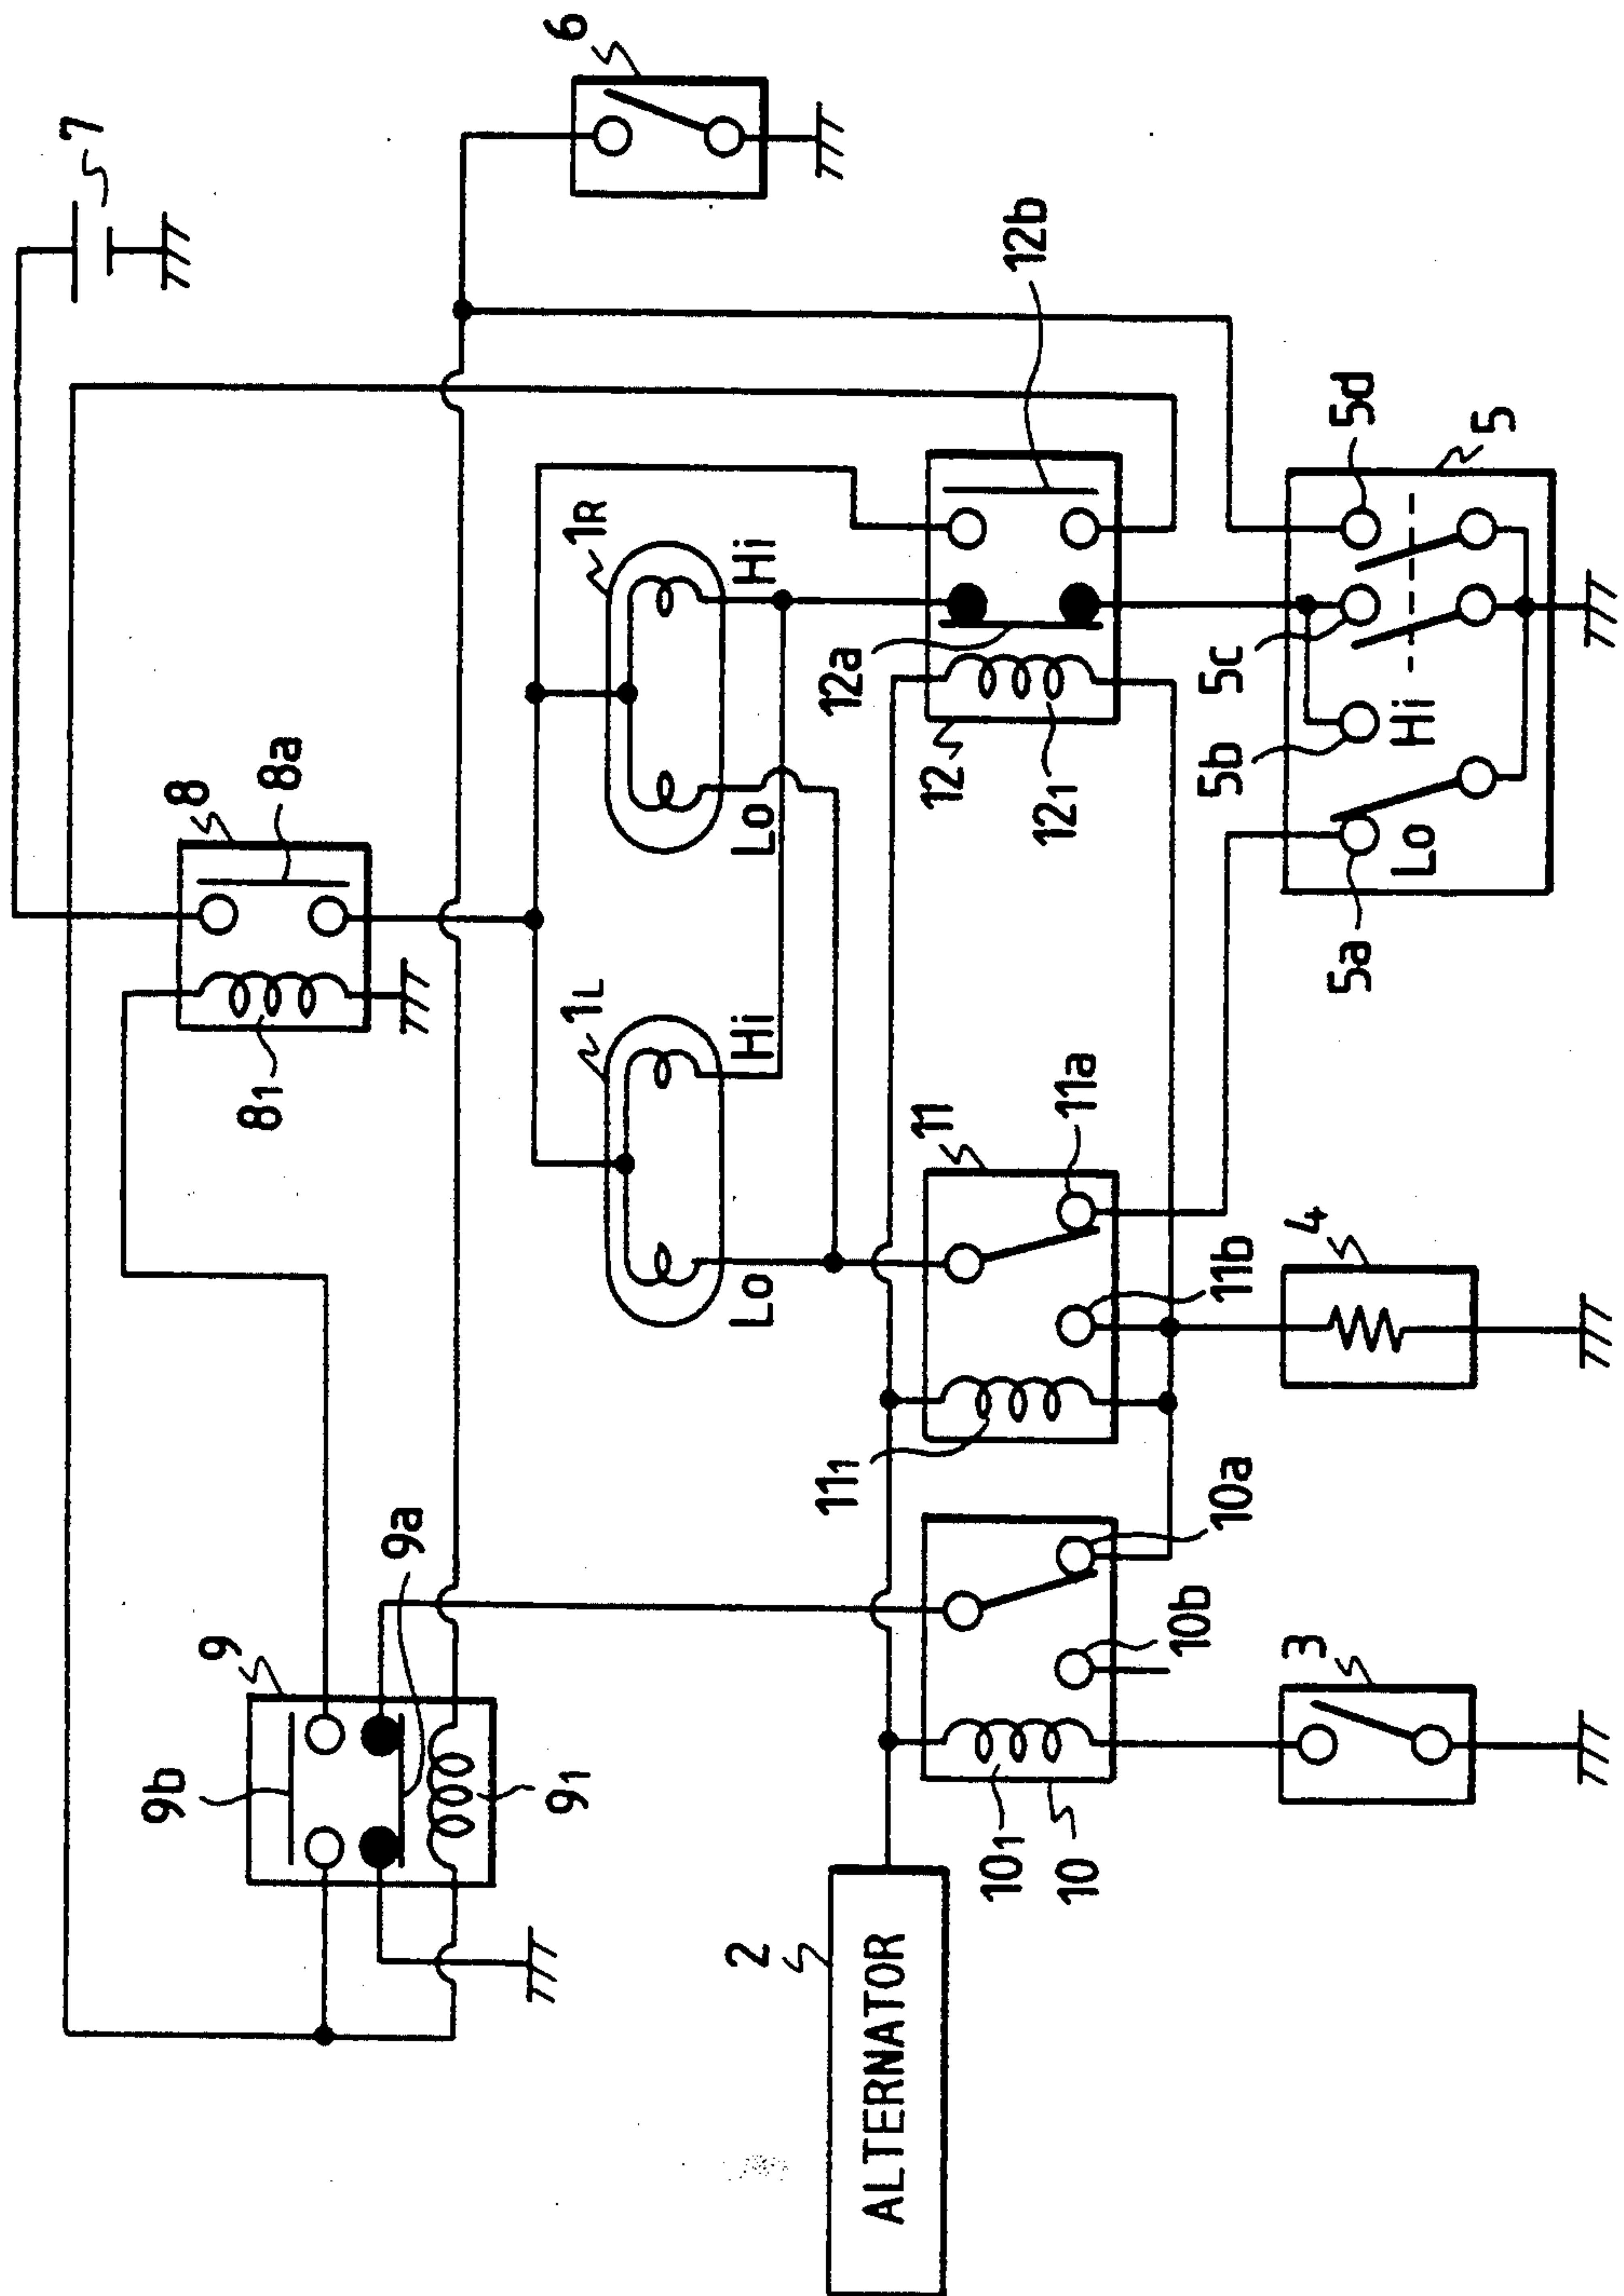 7
6
8
8a
8₁
1R
Hi
Lo
1L
Hi
Lo
9
9b
9a
9₁
12b
12a
12
12₁
5d
5
5c
5b
Hi
Lo
5a
11
11a
11b
11₁
4
10a
10b
10₁
10
3
2
ALTERNATOR